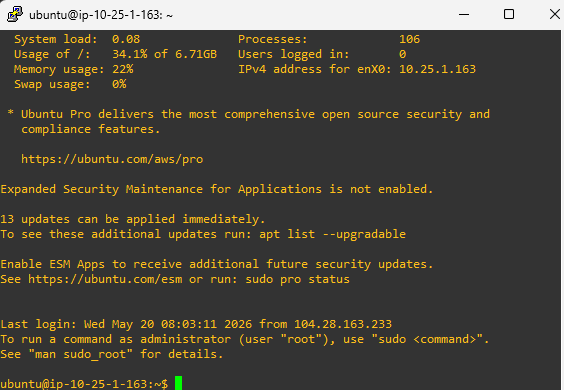 ubuntu@ip-10-25-1-163: ~
System load:  0.08               Processes:             106
Usage of /:   34.1% of 6.71GB    Users logged in:       0
Memory usage: 22%                IPv4 address for enX0: 10.25.1.163
Swap usage:   0%
* Ubuntu Pro delivers the most comprehensive open source security and
compliance features.
https://ubuntu.com/aws/pro
Expanded Security Maintenance for Applications is not enabled.
13 updates can be applied immediately.
To see these additional updates run: apt list --upgradable
Enable ESM Apps to receive additional future security updates.
See https://ubuntu.com/esm or run: sudo pro status
Last login: Wed May 20 08:03:11 2026 from 104.28.163.233
To run a command as administrator (user "root"), use "sudo <command>".
See "man sudo_root" for details.
ubuntu@ip-10-25-1-163:~$